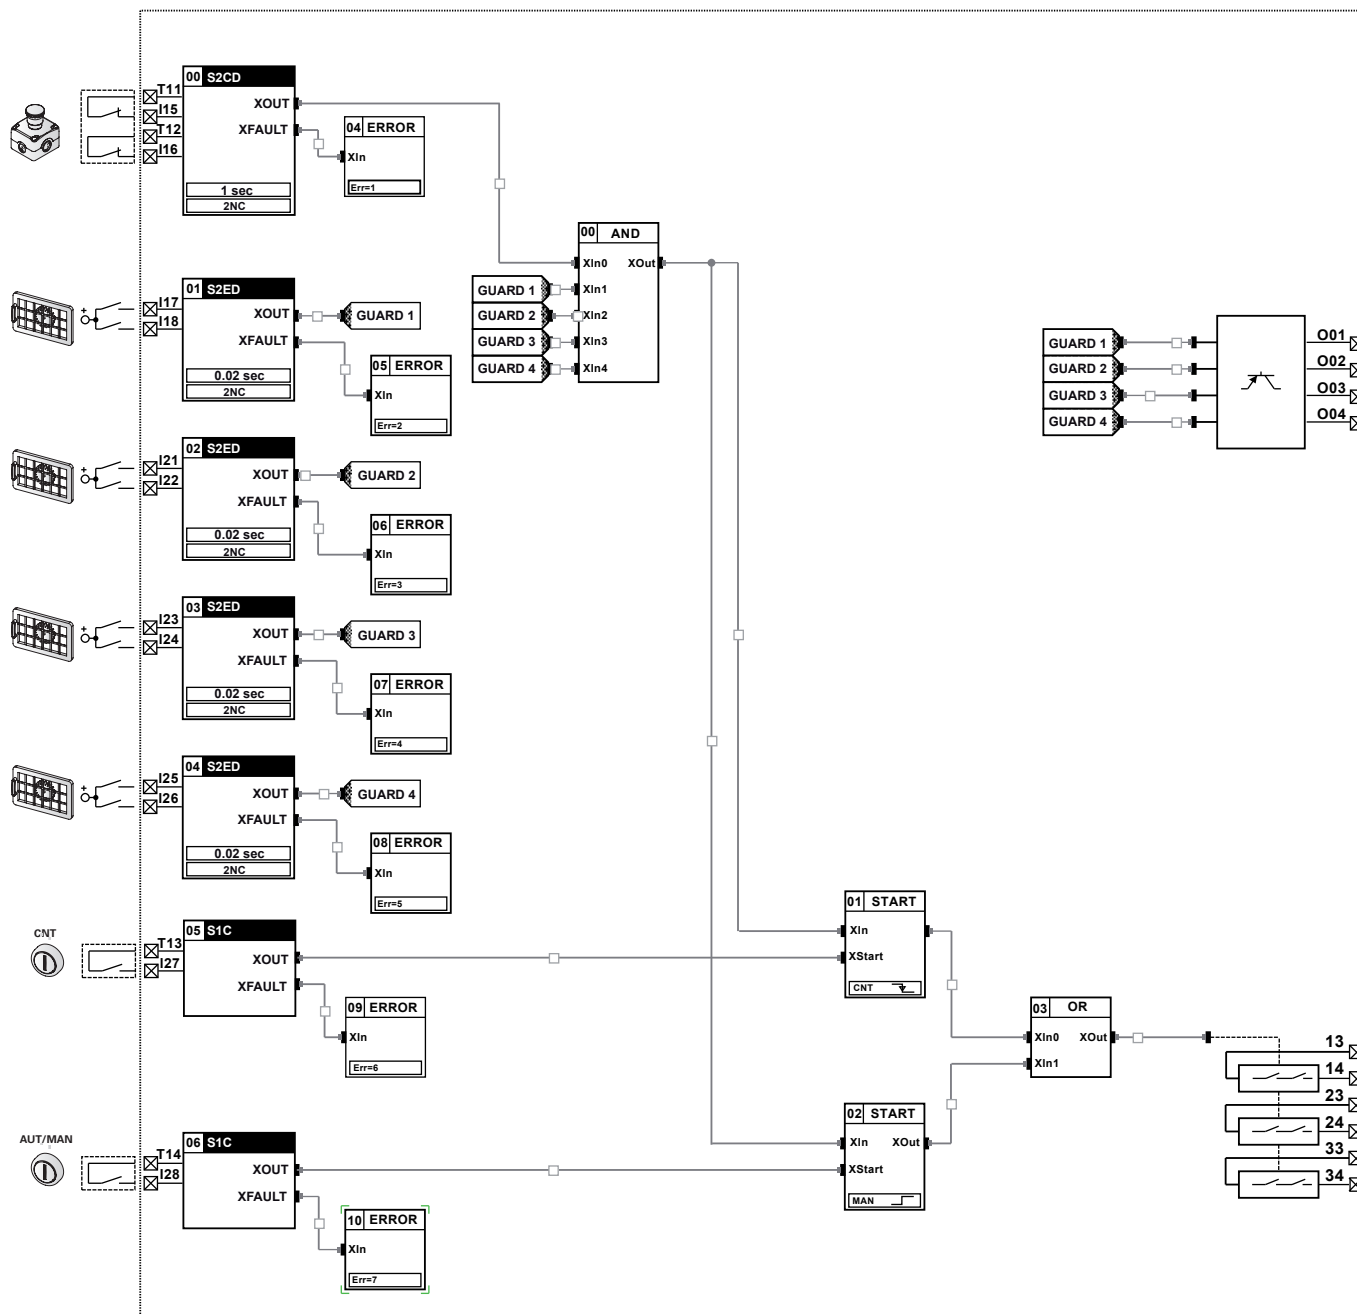 00 S2CD
T11
I15
T12
I16
XOUT
XFAULT
1 sec
2NC
04 ERROR
XIn
Err=1
00 AND
XIn0 XOut
XIn1
XIn2
XIn3
XIn4
GUARD 1
GUARD 2
GUARD 3
GUARD 4
01 S2ED
+
I17
I18
XOUT
XFAULT
0.02 sec
2NC
GUARD 1
05 ERROR
XIn
Err=2
GUARD 1
GUARD 2
GUARD 3
GUARD 4
O01
O02
O03
O04
02 S2ED
+
I21
I22
XOUT
XFAULT
0.02 sec
2NC
GUARD 2
06 ERROR
XIn
Err=3
03 S2ED
+
I23
I24
XOUT
XFAULT
0.02 sec
2NC
GUARD 3
07 ERROR
XIn
Err=4
04 S2ED
+
I25
I26
XOUT
XFAULT
0.02 sec
2NC
GUARD 4
08 ERROR
XIn
Err=5
CNT
05 S1C
T13
I27
XOUT
XFAULT
09 ERROR
XIn
Err=6
01 START
XIn
XStart
CNT
03 OR
XIn0 XOut
XIn1
13
14
23
24
33
34
AUT/MAN
06 S1C
T14
I28
XOUT
XFAULT
10 ERROR
XIn
Err=7
02 START
XIn XOut
XStart
MAN